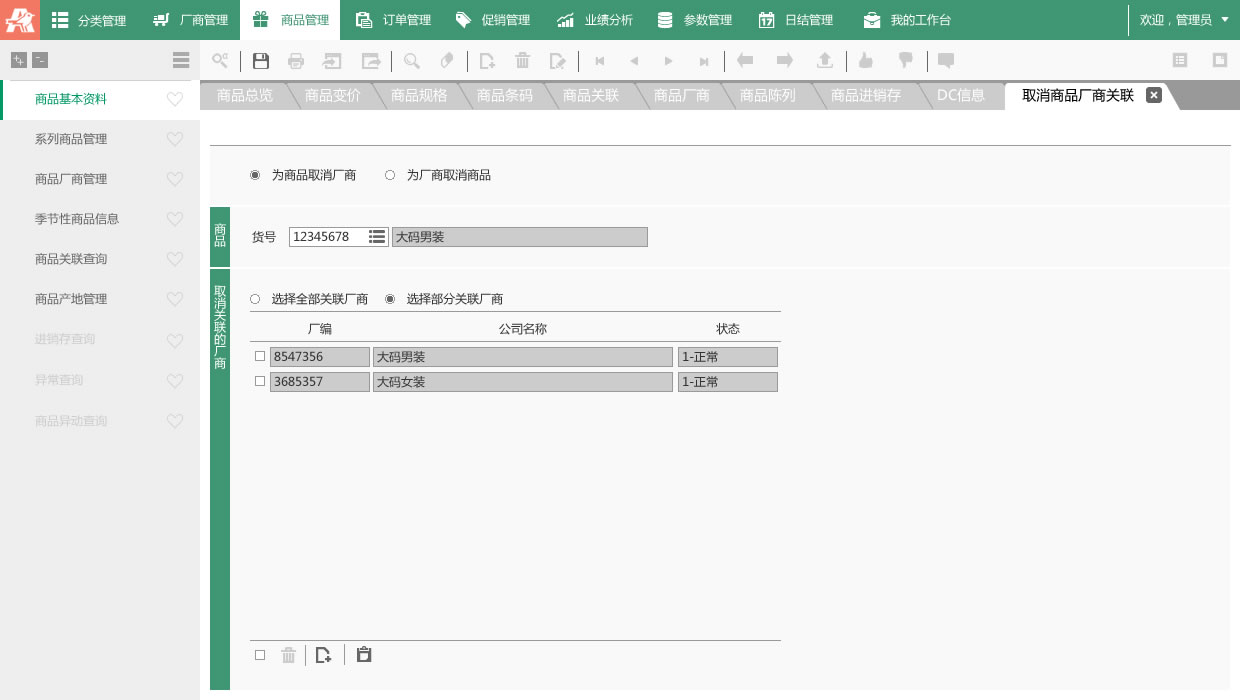 分类管理 厂商管理 商品管理 订单管理 促销管理 业绩分析 参数管理 日结管理 我的工作台 欢迎，管理员
商品总览 商品变价 商品规格 商品条码 商品关联 商品厂商 商品陈列 商品进销存 DC信息 取消商品厂商关联
商品基本资料
系列商品管理
商品厂商管理
季节性商品信息
商品关联查询
商品产地管理
进销存查询
异常查询
商品异动查询
为商品取消厂商 为厂商取消商品
商品
货号 12345678 大码男装
取消关联的厂商
选择全部关联厂商 选择部分关联厂商
厂编 公司名称 状态
8547356 大码男装 1-正常
3685357 大码女装 1-正常